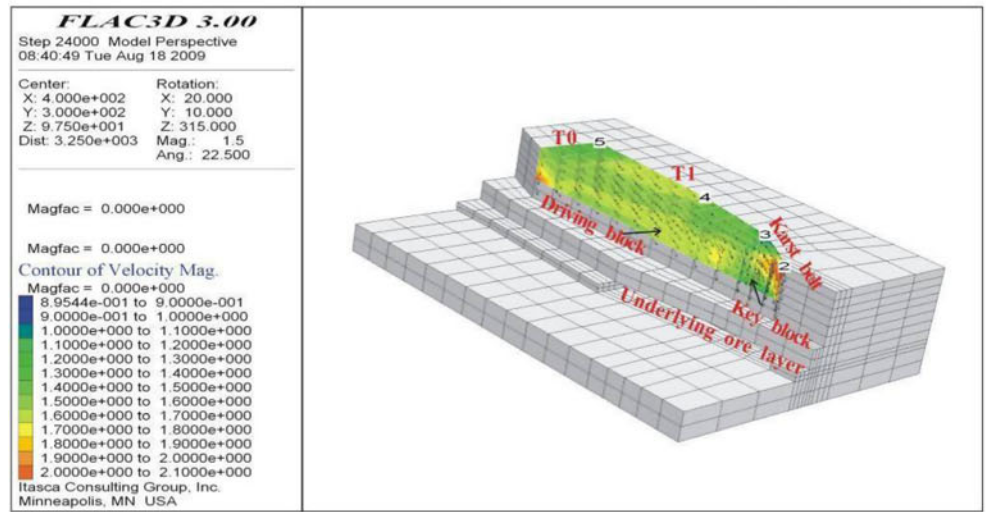 FLAC3D 3.00
Step 24000 Model Perspective
08:40:49 Tue Aug 18 2009
Center: Rotation:
X: 4.000e+002 X: 20.000
Y: 3.000e+002 Y: 10.000
Z: 9.750e+001 Z: 315.000
Dist: 3.250e+003 Mag.: 1.5
Ang.: 22.500
Magfac = 0.000e+000
Magfac = 0.000e+000
Contour of Velocity Mag.
Magfac = 0.000e+000
8.9544e-001 to 9.0000e-001
9.0000e-001 to 1.0000e+000
1.0000e+000 to 1.1000e+000
1.1000e+000 to 1.2000e+000
1.2000e+000 to 1.3000e+000
1.3000e+000 to 1.4000e+000
1.4000e+000 to 1.5000e+000
1.5000e+000 to 1.6000e+000
1.6000e+000 to 1.7000e+000
1.7000e+000 to 1.8000e+000
1.8000e+000 to 1.9000e+000
1.9000e+000 to 2.0000e+000
2.0000e+000 to 2.1000e+000
Itasca Consulting Group, Inc.
Minneapolis, MN USA
T0
5
T1
4
3
2
Karst belt
Driving block
Key block
Underlying ore layer